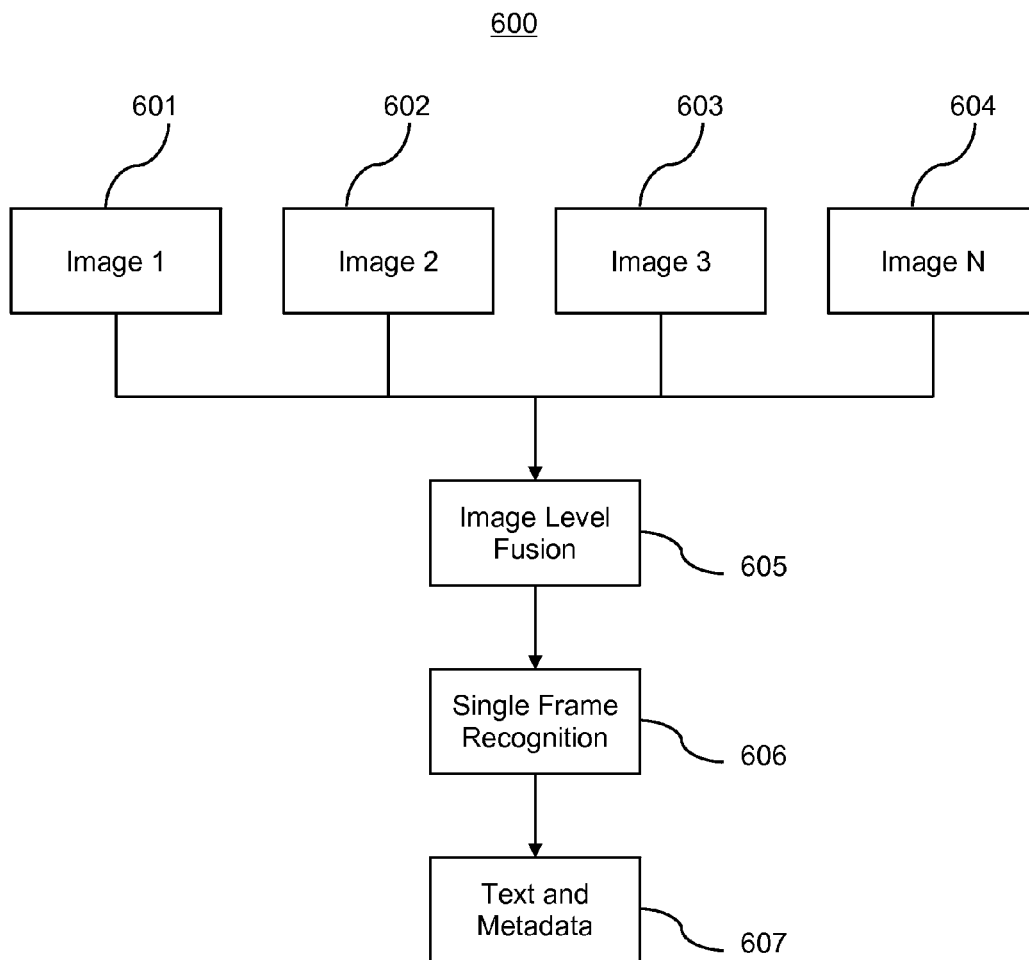 600
601
602
603
604
Image 1
Image 2
Image 3
Image N
Image Level
Fusion
605
Single Frame
Recognition
606
Text and
Metadada
607